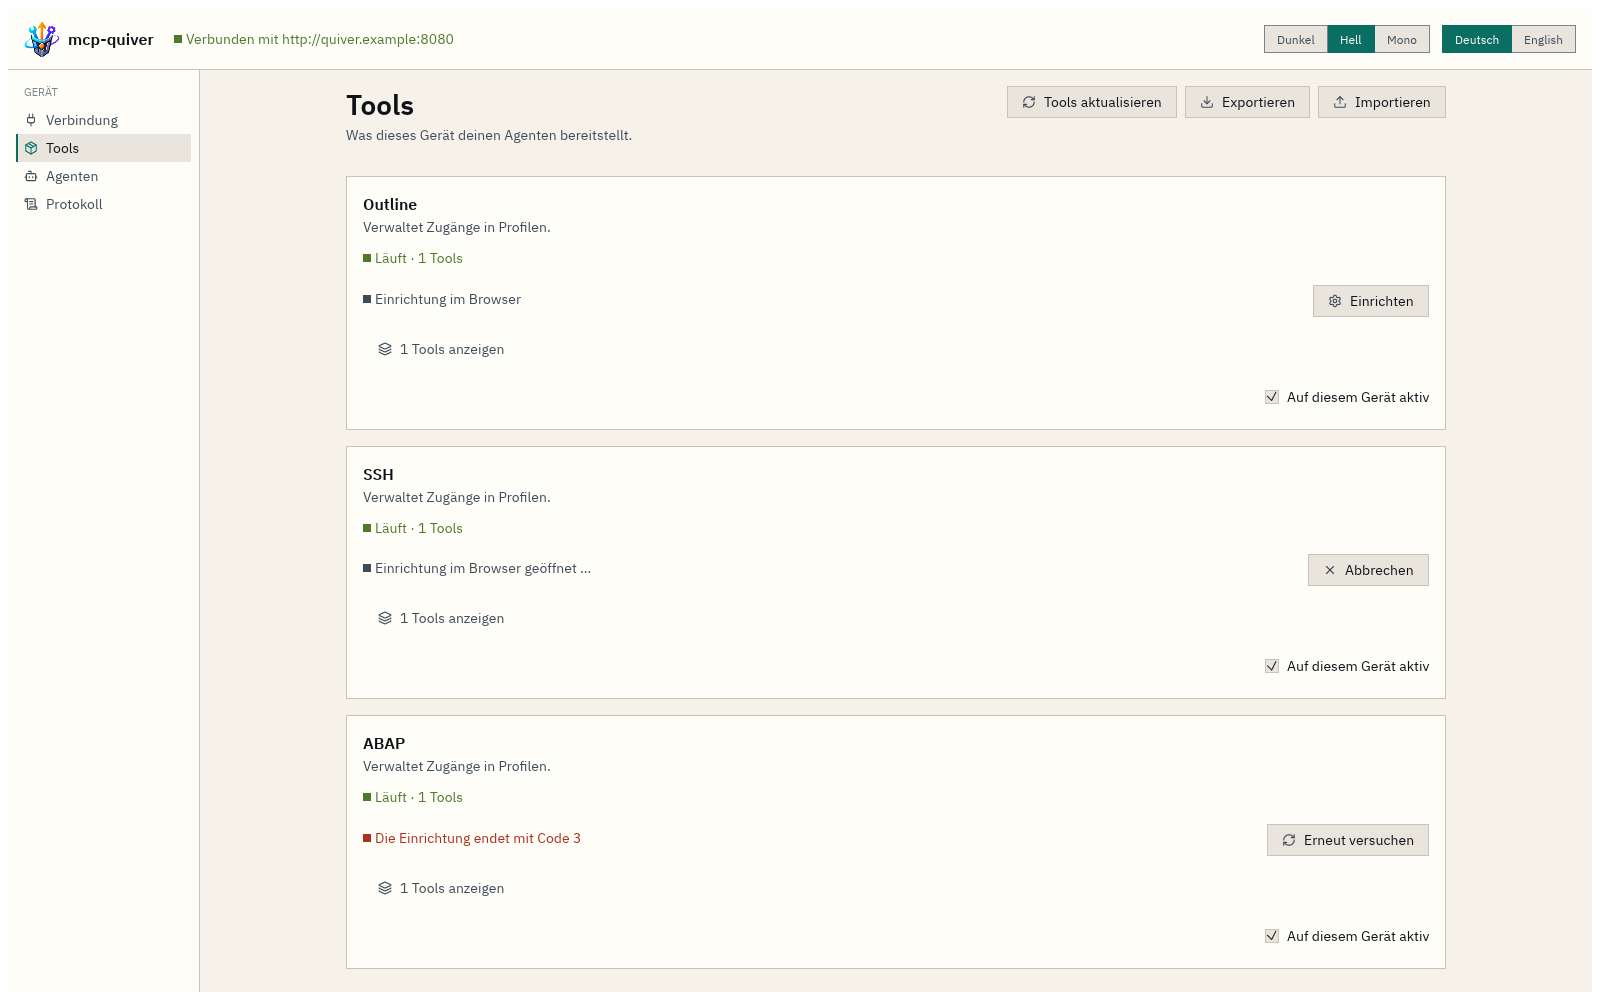 mcp-quiver
Verbunden mit http://quiver.example:8080
Dunkel
Hell
Mono
Deutsch
English
GERÄT
Verbindung
Tools
Agenten
Protokoll
Tools
Was dieses Gerät deinen Agenten bereitstellt.
Tools aktualisieren
Exportieren
Importieren
Outline
Verwaltet Zugänge in Profilen.
Läuft · 1 Tools
Einrichtung im Browser
Einrichten
1 Tools anzeigen
Auf diesem Gerät aktiv
SSH
Verwaltet Zugänge in Profilen.
Läuft · 1 Tools
Einrichtung im Browser geöffnet …
Abbrechen
1 Tools anzeigen
Auf diesem Gerät aktiv
ABAP
Verwaltet Zugänge in Profilen.
Läuft · 1 Tools
Die Einrichtung endet mit Code 3
Erneut versuchen
1 Tools anzeigen
Auf diesem Gerät aktiv